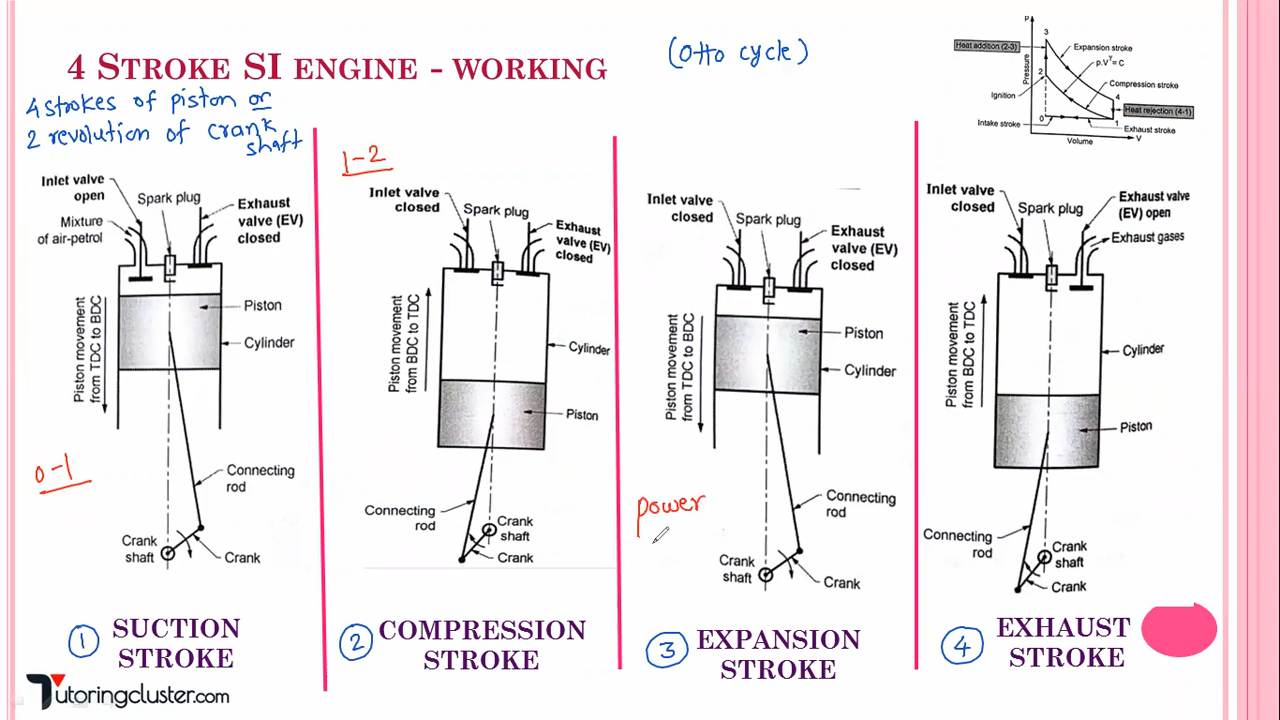 4 STROKE SI ENGINE - WORKING
(Otto cycle)
4 strokes of piston or
2 revolution of crank
shaft
P
3
Heat addition (2-3)
Expansion stroke
p.V^γ = C
Pressure
2
Compression stroke
Ignition
4
Heat rejection (4-1)
0
1
Intake stroke
Exhaust stroke
Volume
V
Inlet valve
open
Spark plug
Exhaust
valve (EV)
closed
Mixture
of air-petrol
Piston movement
from TDC to BDC
Piston
Cylinder
0-1
Connecting
rod
Crank
shaft
Crank
1 SUCTION
STROKE
1-2
Inlet valve
closed
Spark plug
Exhaust
valve (EV)
closed
Piston movement
from BDC to TDC
Cylinder
Piston
Connecting
rod
Crank
shaft
Crank
2 COMPRESSION
STROKE
Inlet valve
closed
Spark plug
Exhaust
valve (EV)
closed
Piston movement
from TDC to BDC
Piston
Cylinder
power
Connecting
rod
Crank
shaft
Crank
3 EXPANSION
STROKE
Inlet valve
closed
Spark plug
Exhaust valve
(EV) open
Exhaust gases
Piston movement
from BDC to TDC
Cylinder
Piston
Connecting
rod
Crank
shaft
Crank
4 EXHAUST
STROKE
Tutoringcluster.com